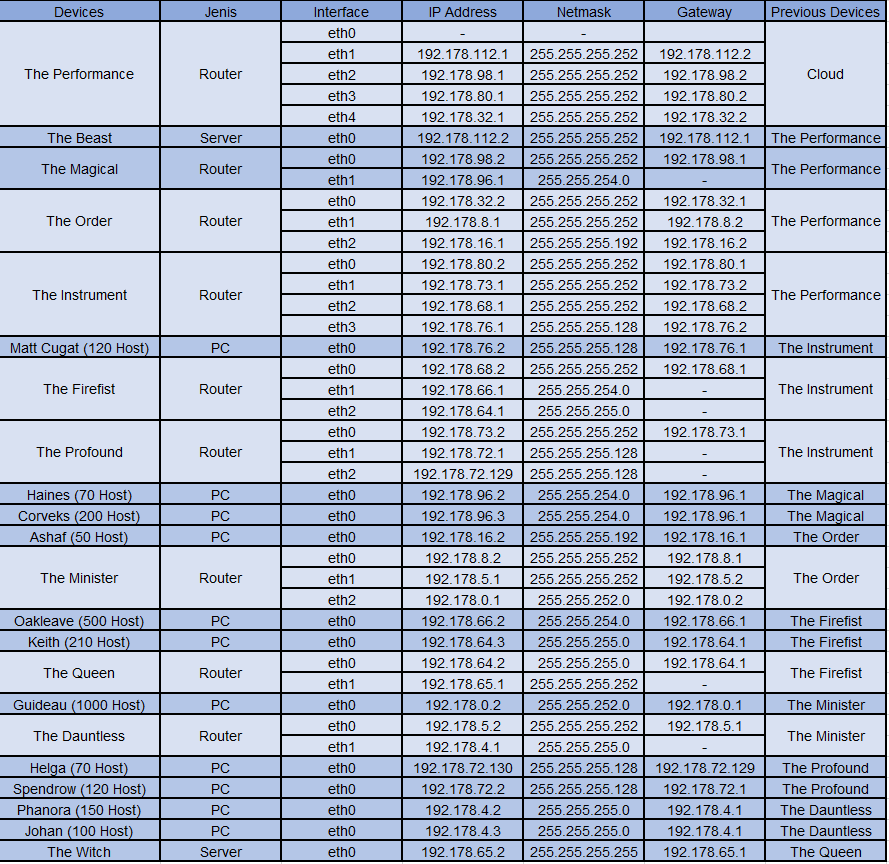 Devices Jenis Interface IP Address Netmask Gateway Previous Devices
The Performance Router eth0 - - Cloud
eth1 192.178.112.1 255.255.255.252 192.178.112.2
eth2 192.178.98.1 255.255.255.252 192.178.98.2
eth3 192.178.80.1 255.255.255.252 192.178.80.2
eth4 192.178.32.1 255.255.255.252 192.178.32.2
The Beast Server eth0 192.178.112.2 255.255.255.252 192.178.112.1 The Performance
The Magical Router eth0 192.178.98.2 255.255.255.252 192.178.98.1 The Performance
eth1 192.178.96.1 255.255.254.0 -
The Order Router eth0 192.178.32.2 255.255.255.252 192.178.32.1 The Performance
eth1 192.178.8.1 255.255.255.252 192.178.8.2
eth2 192.178.16.1 255.255.255.192 192.178.16.2
The Instrument Router eth0 192.178.80.2 255.255.255.252 192.178.80.1 The Performance
eth1 192.178.73.1 255.255.255.252 192.178.73.2
eth2 192.178.68.1 255.255.255.252 192.178.68.2
eth3 192.178.76.1 255.255.255.128 192.178.76.2
Matt Cugat (120 Host) PC eth0 192.178.76.2 255.255.255.128 192.178.76.1 The Instrument
The Firefist Router eth0 192.178.68.2 255.255.255.252 192.178.68.1 The Instrument
eth1 192.178.66.1 255.255.254.0 -
eth2 192.178.64.1 255.255.255.0 -
The Profound Router eth0 192.178.73.2 255.255.255.252 192.178.73.1 The Instrument
eth1 192.178.72.1 255.255.255.128 -
eth2 192.178.72.129 255.255.255.128 -
Haines (70 Host) PC eth0 192.178.96.2 255.255.254.0 192.178.96.1 The Magical
Corveks (200 Host) PC eth0 192.178.96.3 255.255.254.0 192.178.96.1 The Magical
Ashaf (50 Host) PC eth0 192.178.16.2 255.255.255.192 192.178.16.1 The Order
The Minister Router eth0 192.178.8.2 255.255.255.252 192.178.8.1 The Order
eth1 192.178.5.1 255.255.255.252 192.178.5.2
eth2 192.178.0.1 255.255.252.0 192.178.0.2
Oakleave (500 Host) PC eth0 192.178.66.2 255.255.254.0 192.178.66.1 The Firefist
Keith (210 Host) PC eth0 192.178.64.3 255.255.255.0 192.178.64.1 The Firefist
The Queen Router eth0 192.178.64.2 255.255.255.0 192.178.64.1 The Firefist
eth1 192.178.65.1 255.255.255.252 -
Guideau (1000 Host) PC eth0 192.178.0.2 255.255.252.0 192.178.0.1 The Minister
The Dauntless Router eth0 192.178.5.2 255.255.255.252 192.178.5.1 The Minister
eth1 192.178.4.1 255.255.255.0 -
Helga (70 Host) PC eth0 192.178.72.130 255.255.255.128 192.178.72.129 The Profound
Spendrow (120 Host) PC eth0 192.178.72.2 255.255.255.128 192.178.72.1 The Profound
Phanora (150 Host) PC eth0 192.178.4.2 255.255.255.0 192.178.4.1 The Dauntless
Johan (100 Host) PC eth0 192.178.4.3 255.255.255.0 192.178.4.1 The Dauntless
The Witch Server eth0 192.178.65.2 255.255.255.255 192.178.65.1 The Queen